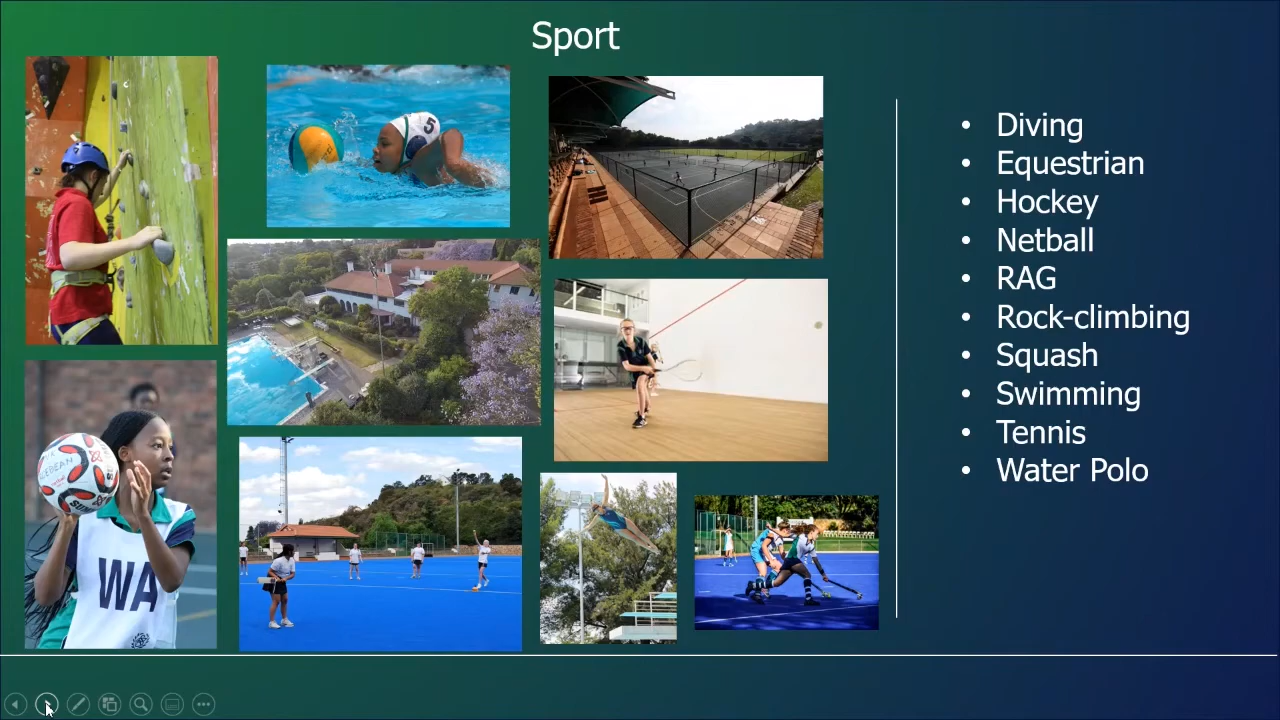 Sport
5
WA
• Diving
• Equestrian
• Hockey
• Netball
• RAG
• Rock-climbing
• Squash
• Swimming
• Tennis
• Water Polo